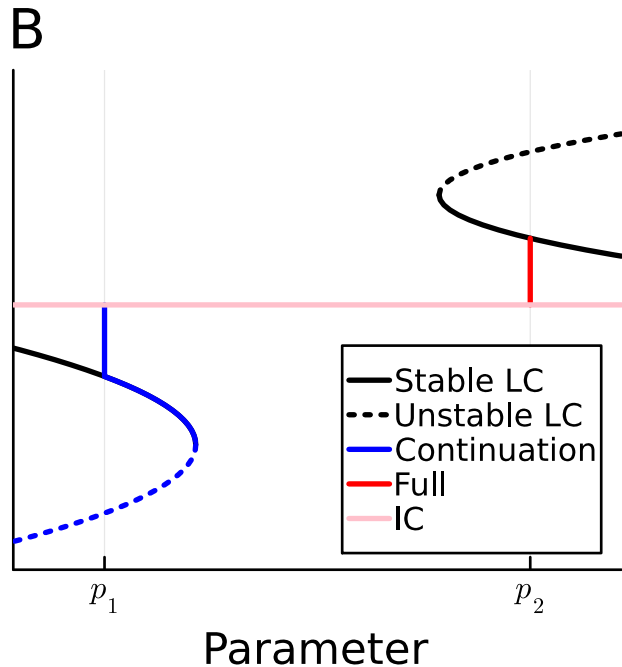 B
Stable LC
Unstable LC
Continuation
Full
IC
p₁ p₂
Parameter